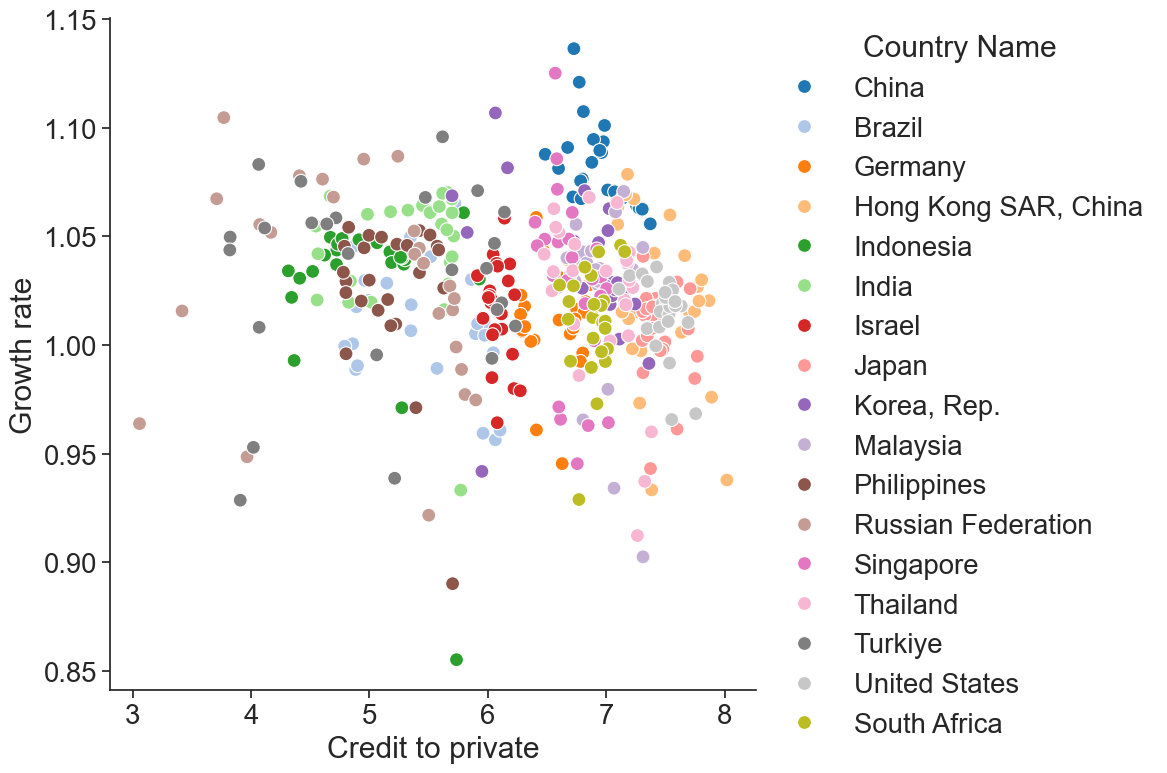 1.15
1.10
1.05
1.00
0.95
0.90
0.85
Growth rate
3 4 5 6 7 8
Credit to private
Country Name
China
Brazil
Germany
Hong Kong SAR, China
Indonesia
India
Israel
Japan
Korea, Rep.
Malaysia
Philippines
Russian Federation
Singapore
Thailand
Turkiye
United States
South Africa